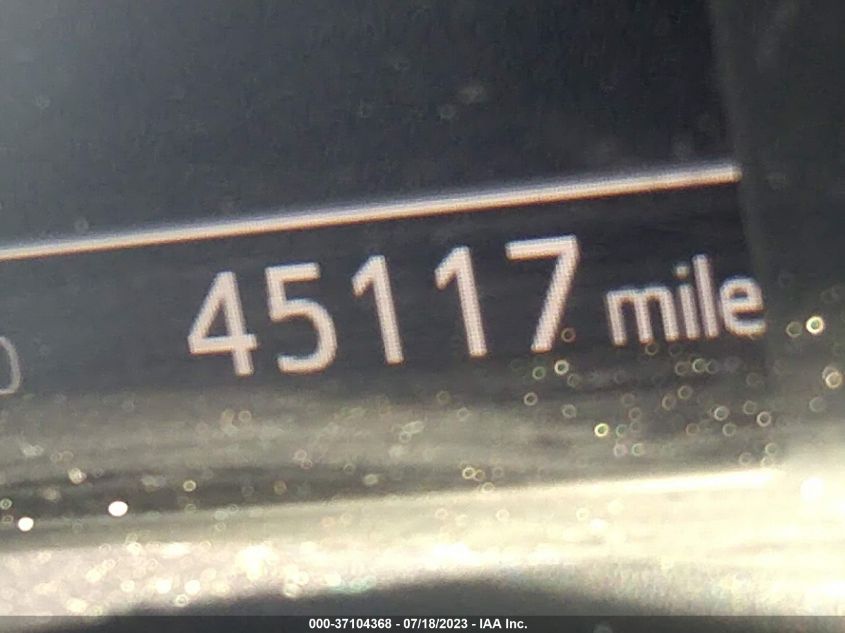 45117 mile
000-37104368 - 07/18/2023 - IAA Inc.